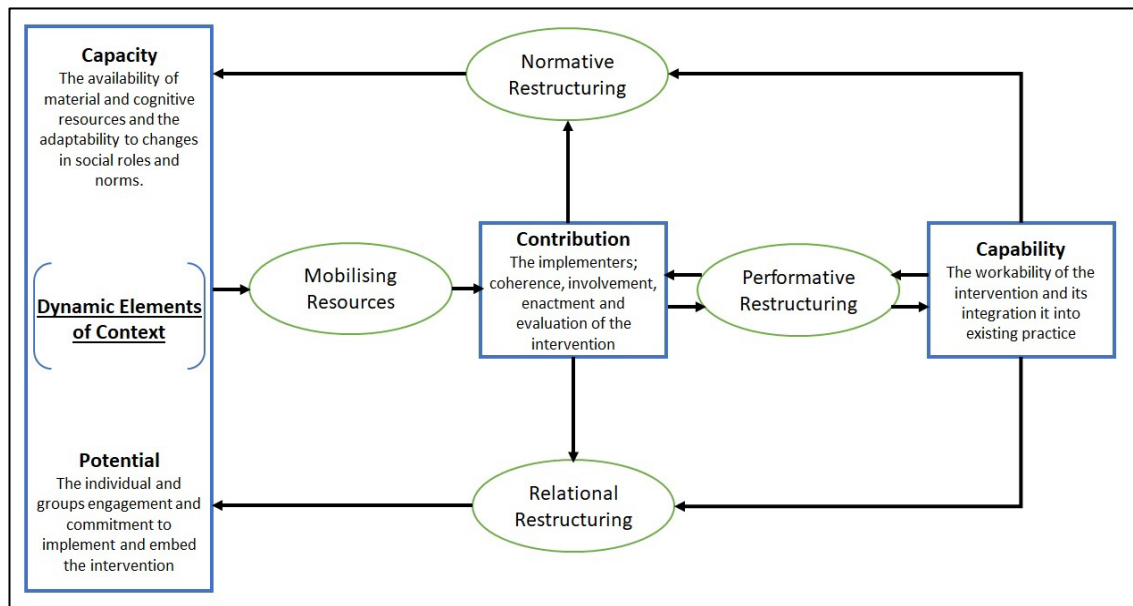 Capacity
The availability of
material and cognitive
resources and the
adaptability to changes
in social roles and
norms.
Dynamic Elements
of Context
Potential
The individual and
groups engagement and
commitment to
implement and embed
the intervention
Mobilising
Resources
Normative
Restructuring
Contribution
The implementers;
coherence, involvement,
enactment and
evaluation of the
intervention
Relational
Restructuring
Performative
Restructuring
Capability
The workability of the
intervention and its
integration it into
existing practice